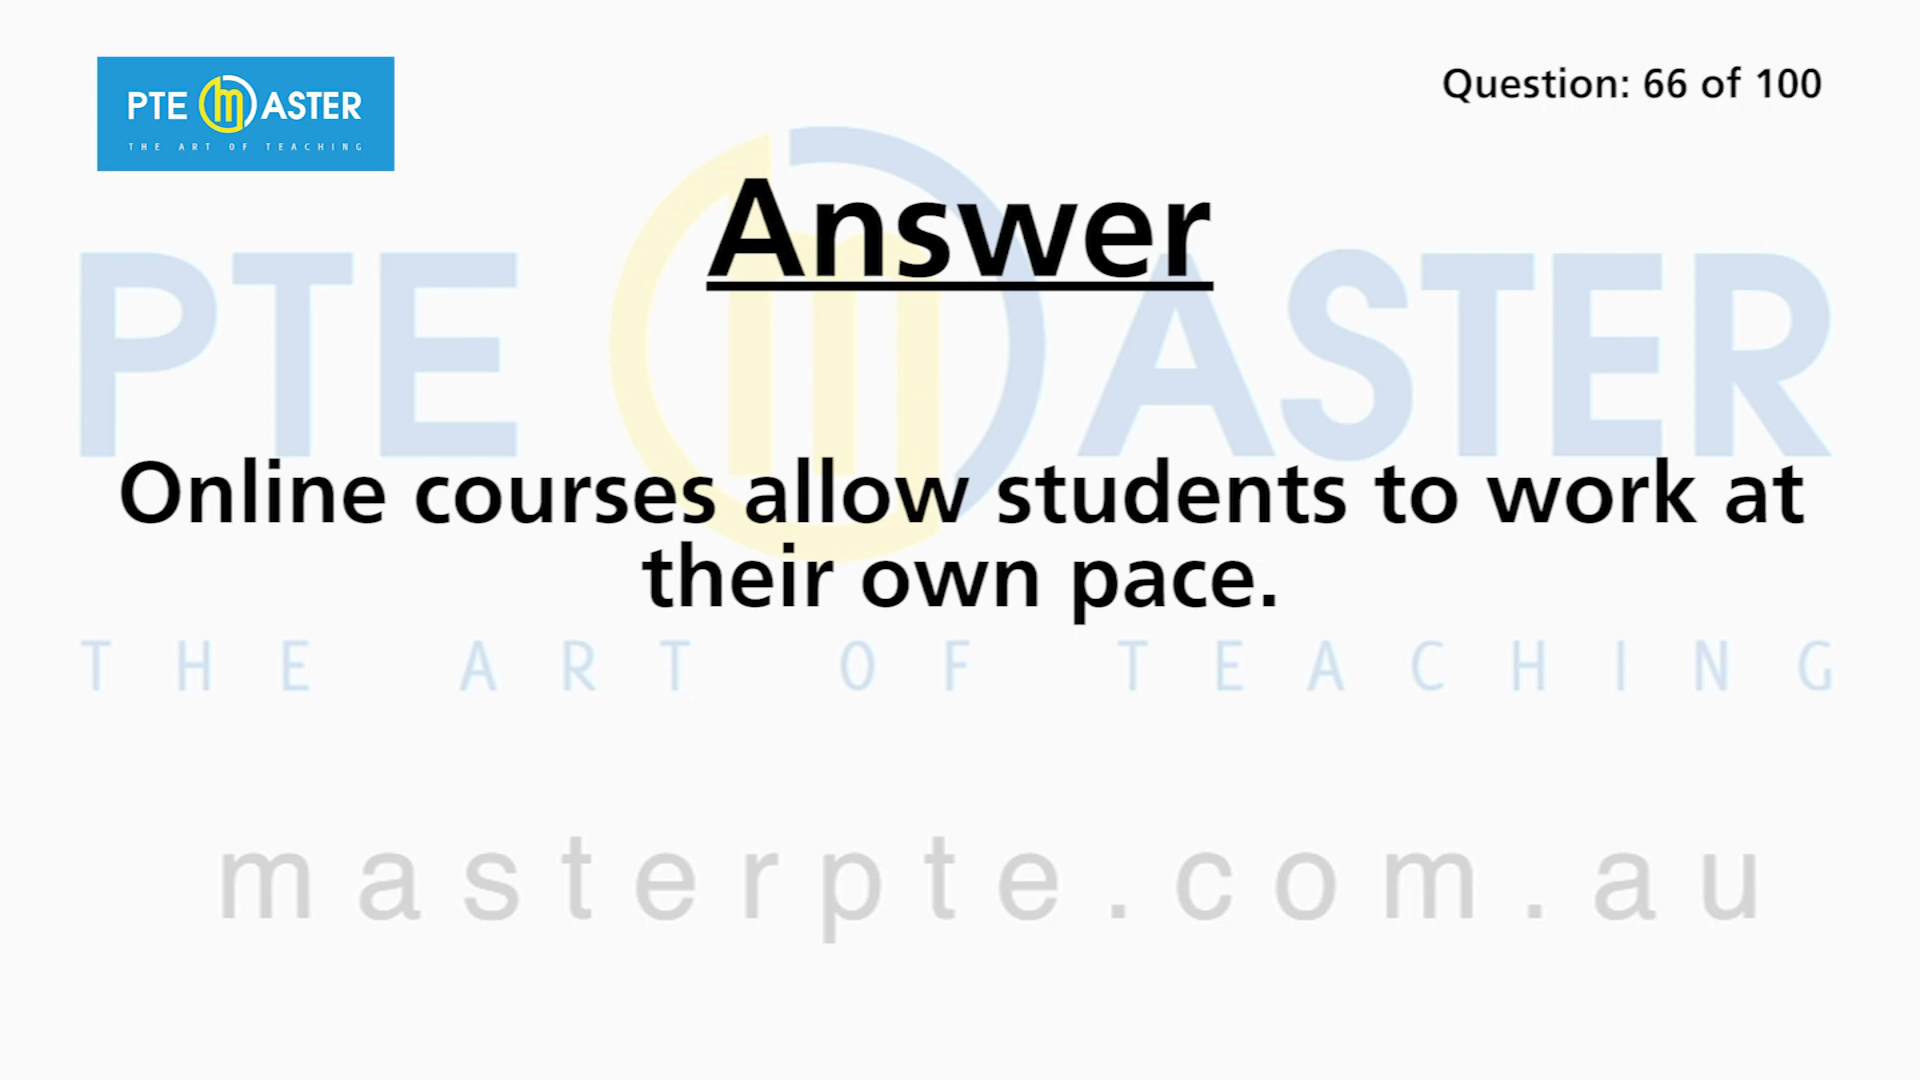 PTE MASTER
THE ART OF TEACHING
Question: 66 of 100
Answer
PTE MASTER
Online courses allow students to work at
their own pace.
THE ART OF TEACHING
masterpte.com.au